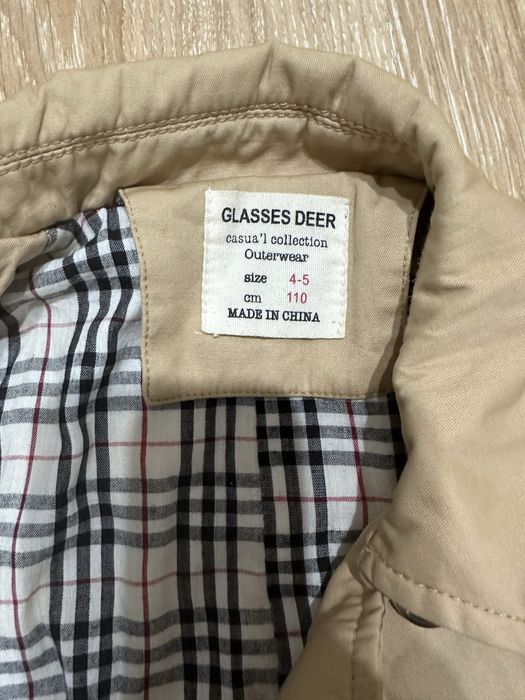 GLASSES DEER
casua'l collection
Outerwear
size 4-5
cm 110
MADE IN CHINA